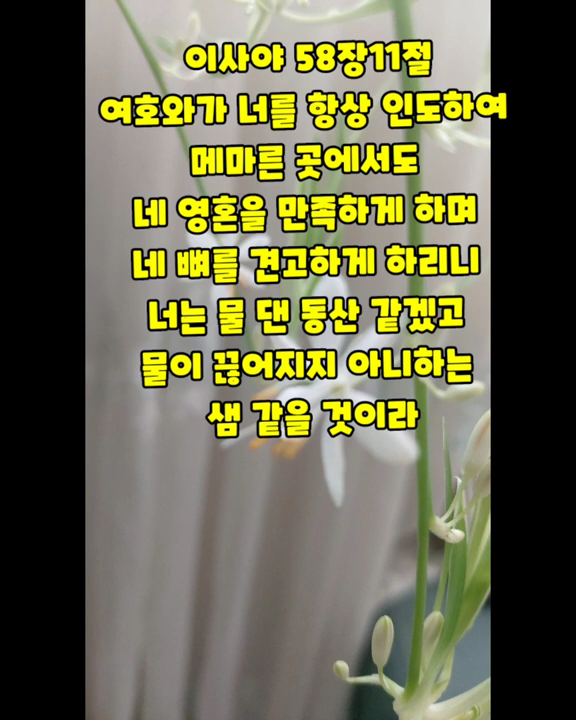 이사야 58장11절
여호와가 너를 항상 인도하여
메마른 곳에서도
네 영혼을 만족하게 하며
네 뼈를 견고하게 하리니
너는 물 댄 동산 같겠고
물이 끊어지지 아니하는
샘 같을 것이라